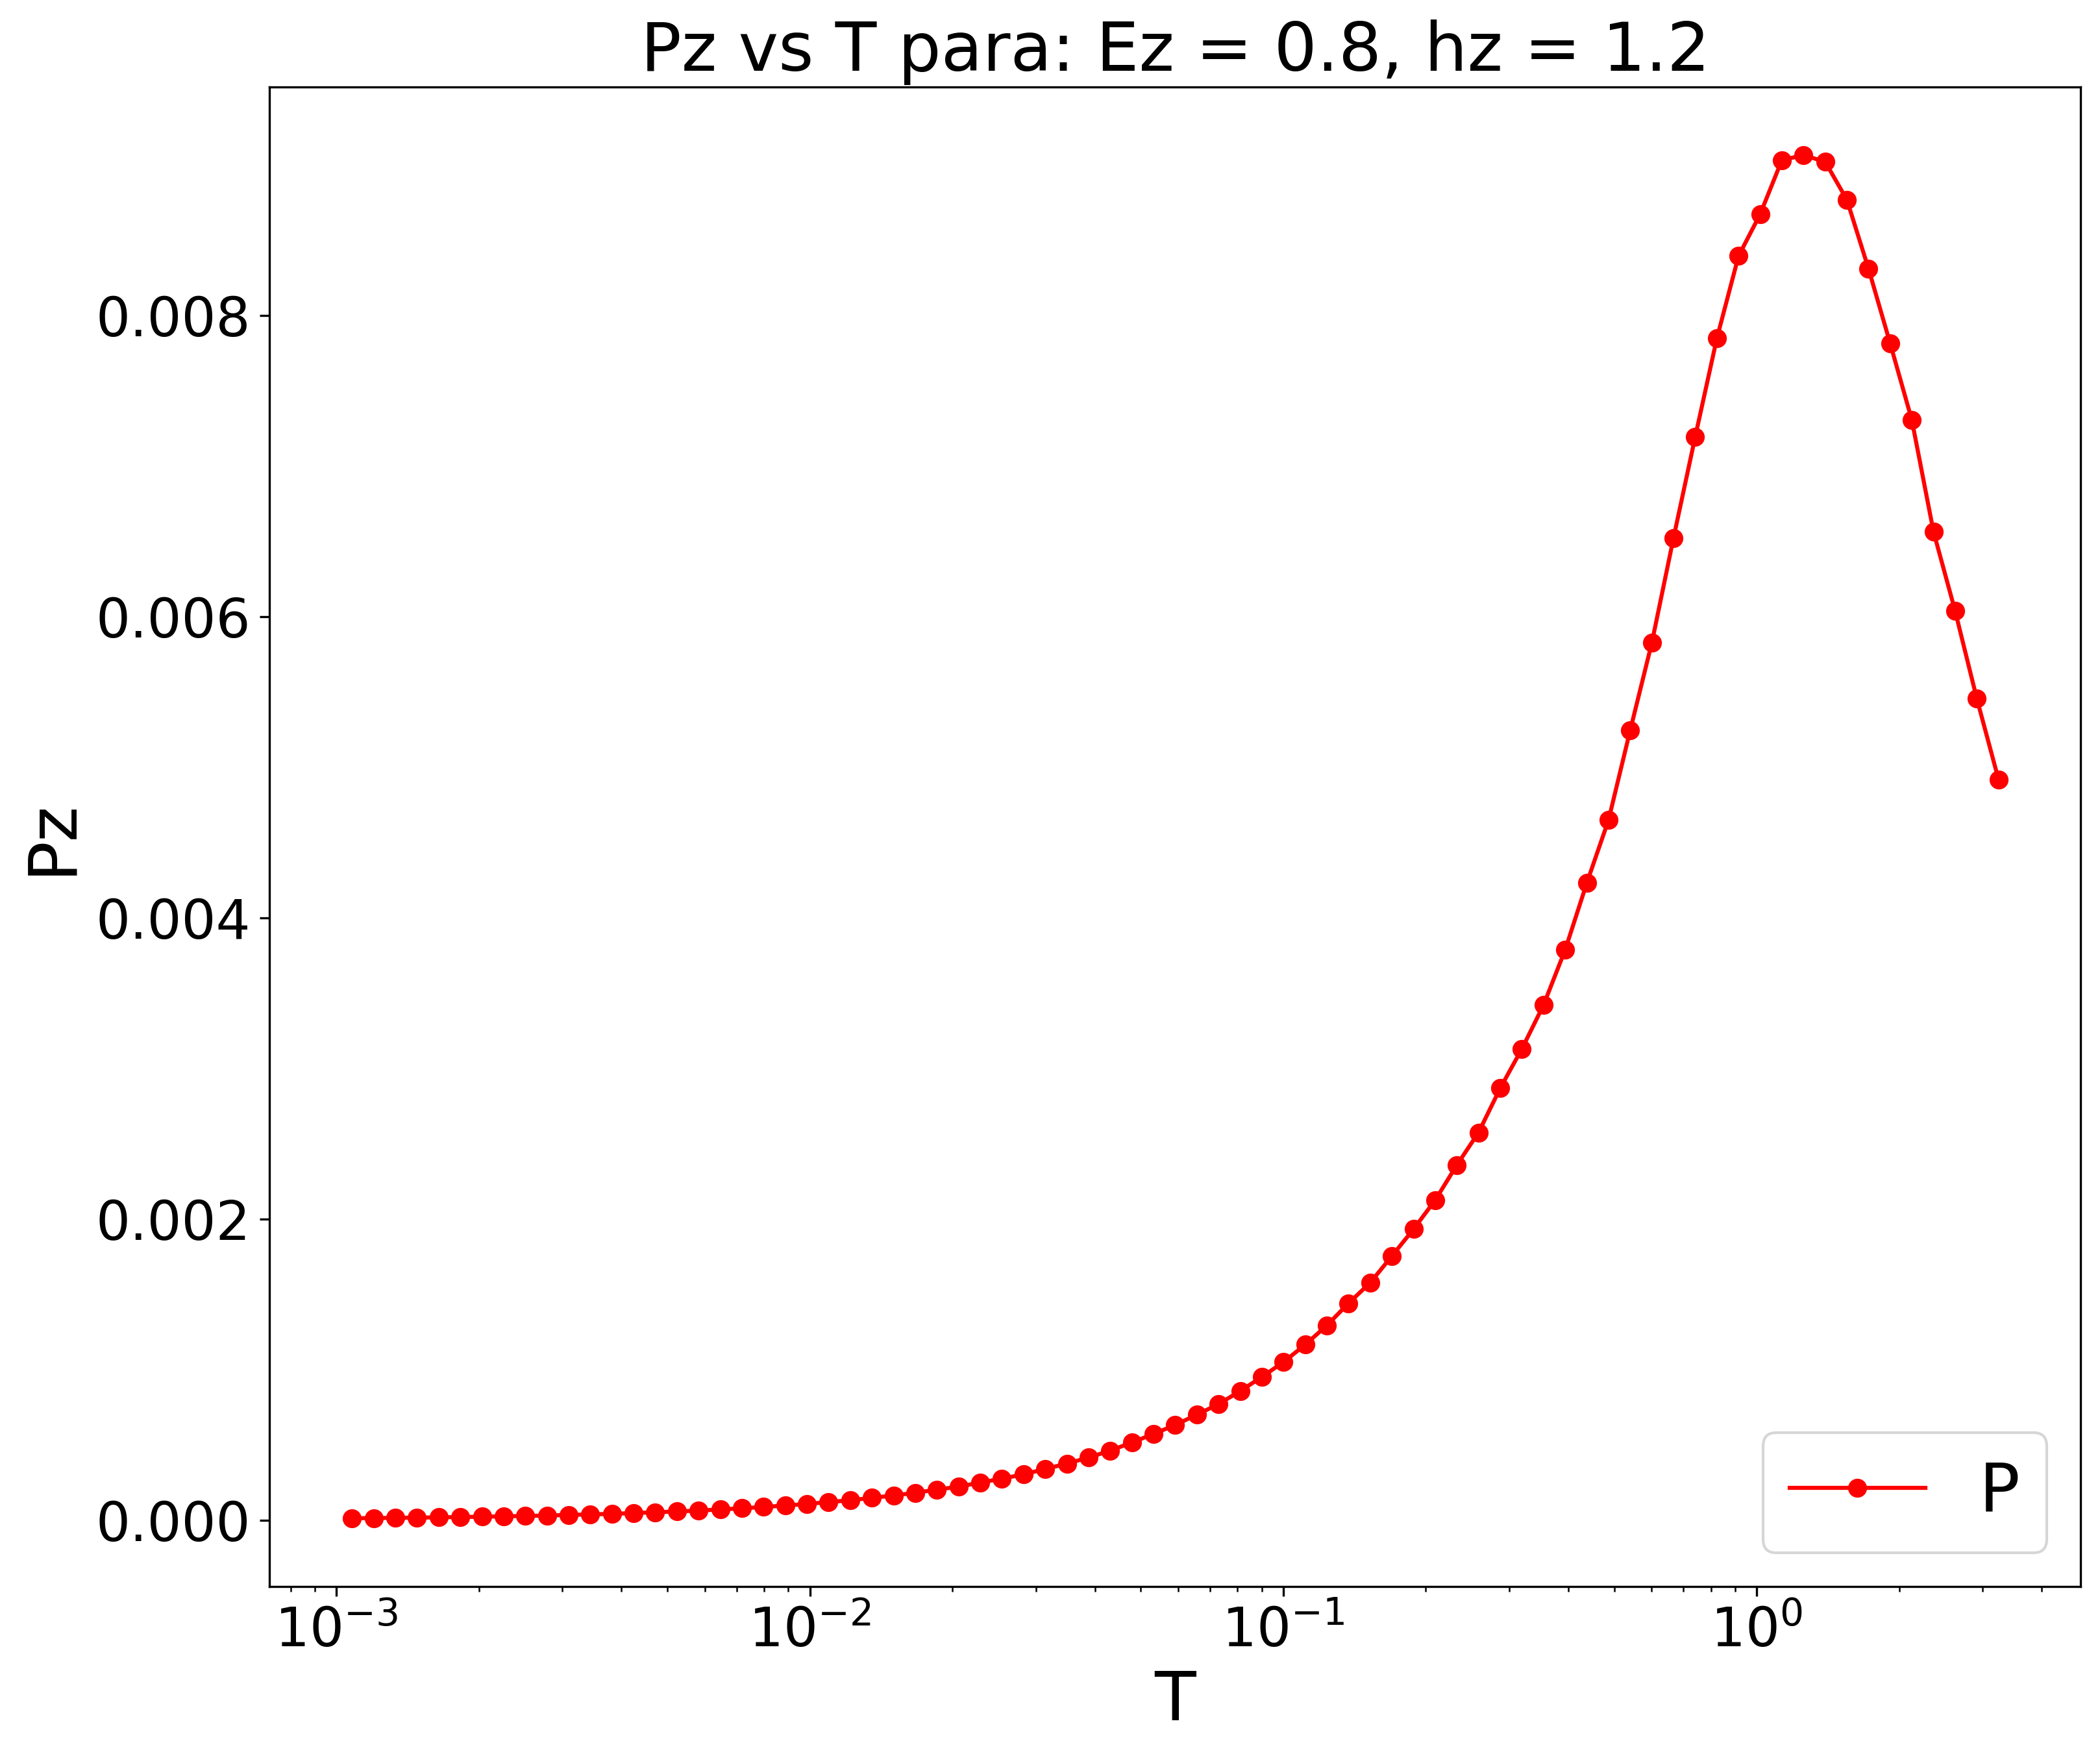 Pz vs T para: Ez = 0.8, hz = 1.2
Pz
0.008
0.006
0.004
0.002
0.000
P
10⁻³ 10⁻² 10⁻¹ 10⁰
T